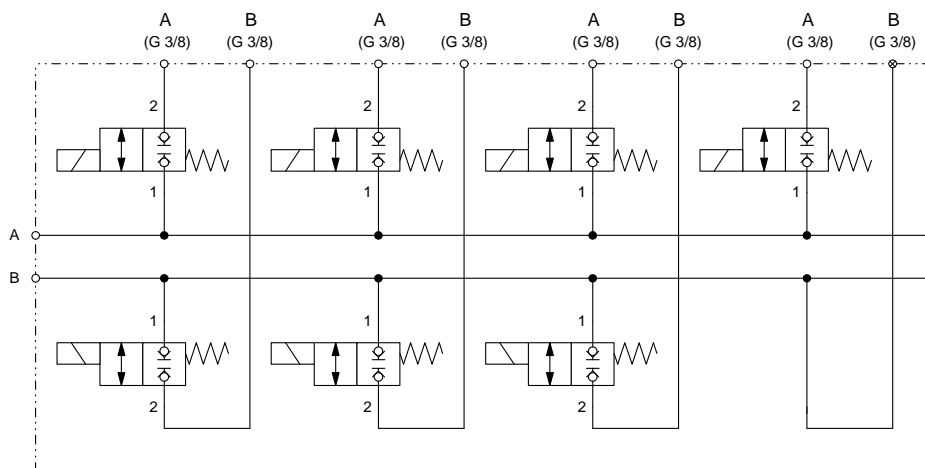 A B A B A B A B
(G 3/8) (G 3/8) (G 3/8) (G 3/8) (G 3/8) (G 3/8) (G 3/8) (G 3/8)
2 2 2 2
1 1 1 1
A
B
1 1 1
2 2 2